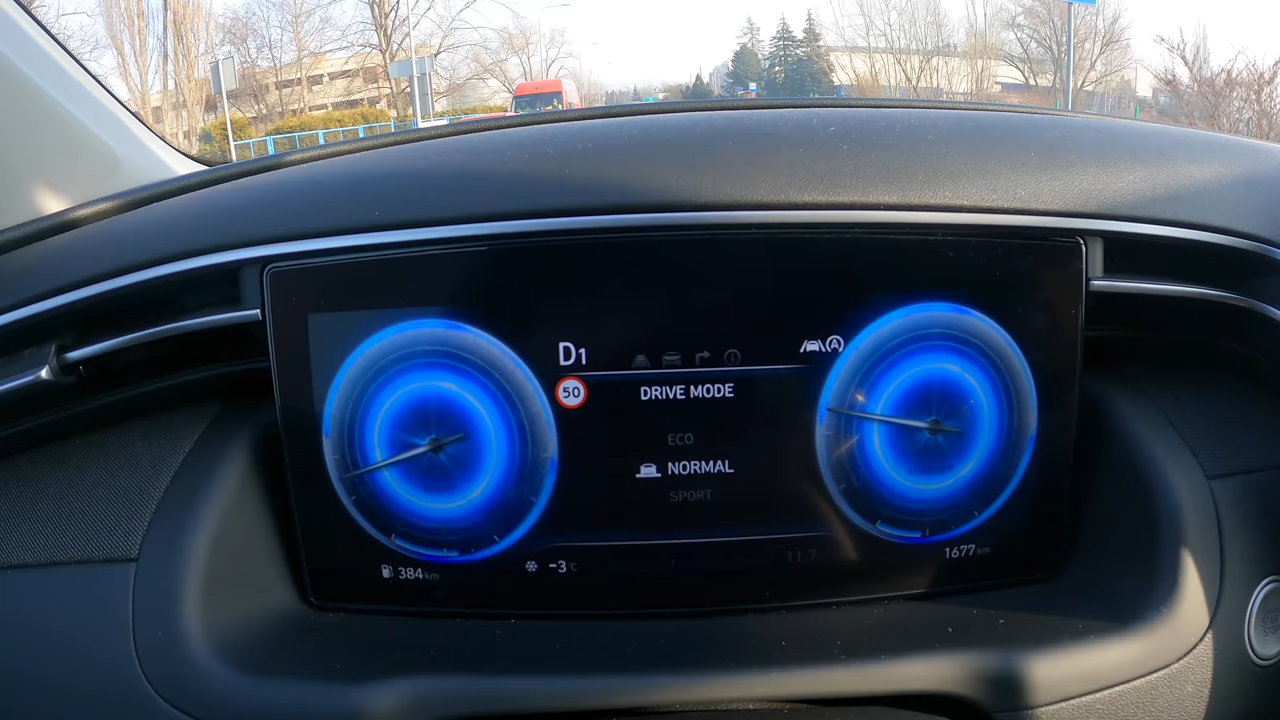 D1
50
DRIVE MODE
ECO
NORMAL
SPORT
A
384km
-3°C
11.7
1677km